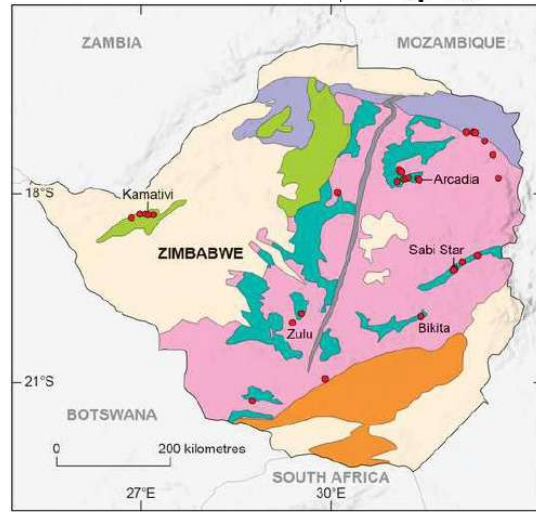 ZAMBIA
MOZAMBIQUE
18°S
Kamativi
Arcadia
ZIMBABWE
Sabi Star
Zulu
Bikita
21°S
BOTSWANA
0 200 kilometres
SOUTH AFRICA
27°E 30°E